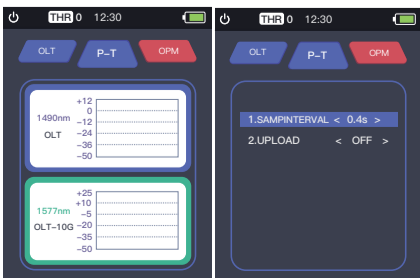 THR 0 12:30
OLT P-T OPM
+12
0
1490nm -12
OLT -24
-36
-50
+25
+10
1577nm -5
OLT-10G -20
-35
-50
THR 0 12:30
OLT P-T OPM
1.SAMPINTERVAL < 0.4s >
2.UPLOAD < OFF >